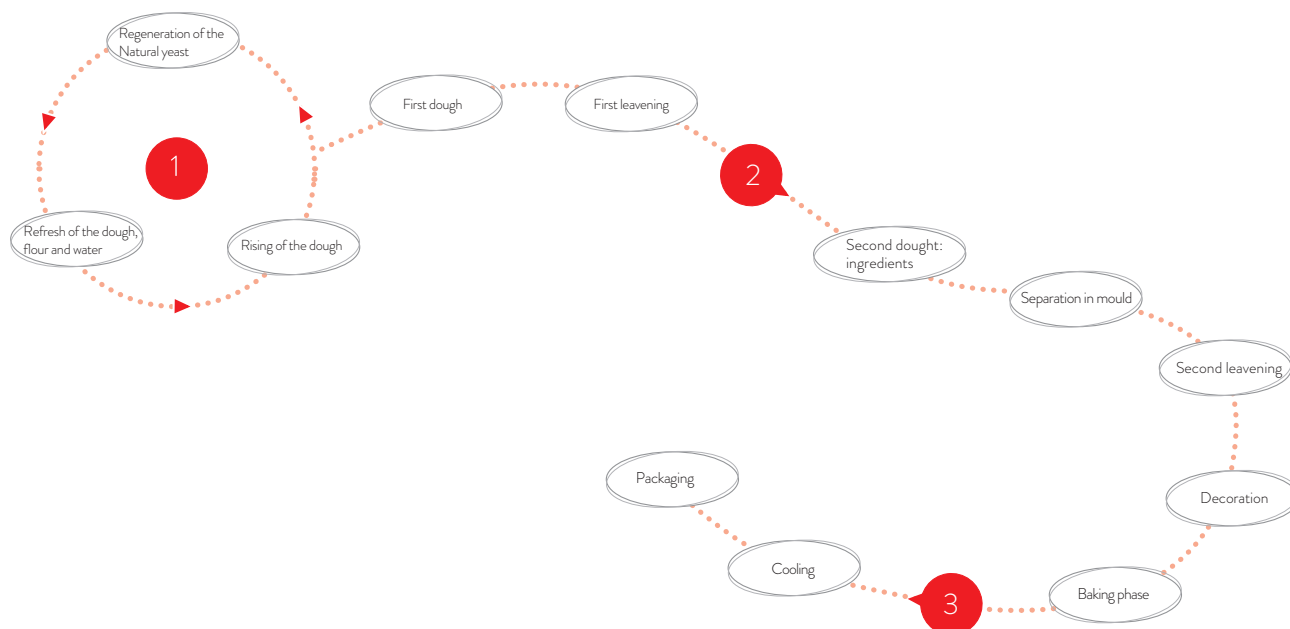 Regeneration of the
Natural yeast
1
Refresh of the dough,
flour and water
Rising of the dough
First dough
First leavening
2
Second dought:
ingredients
Separation in mould
Second leavening
Decoration
Baking phase
3
Cooling
Packaging